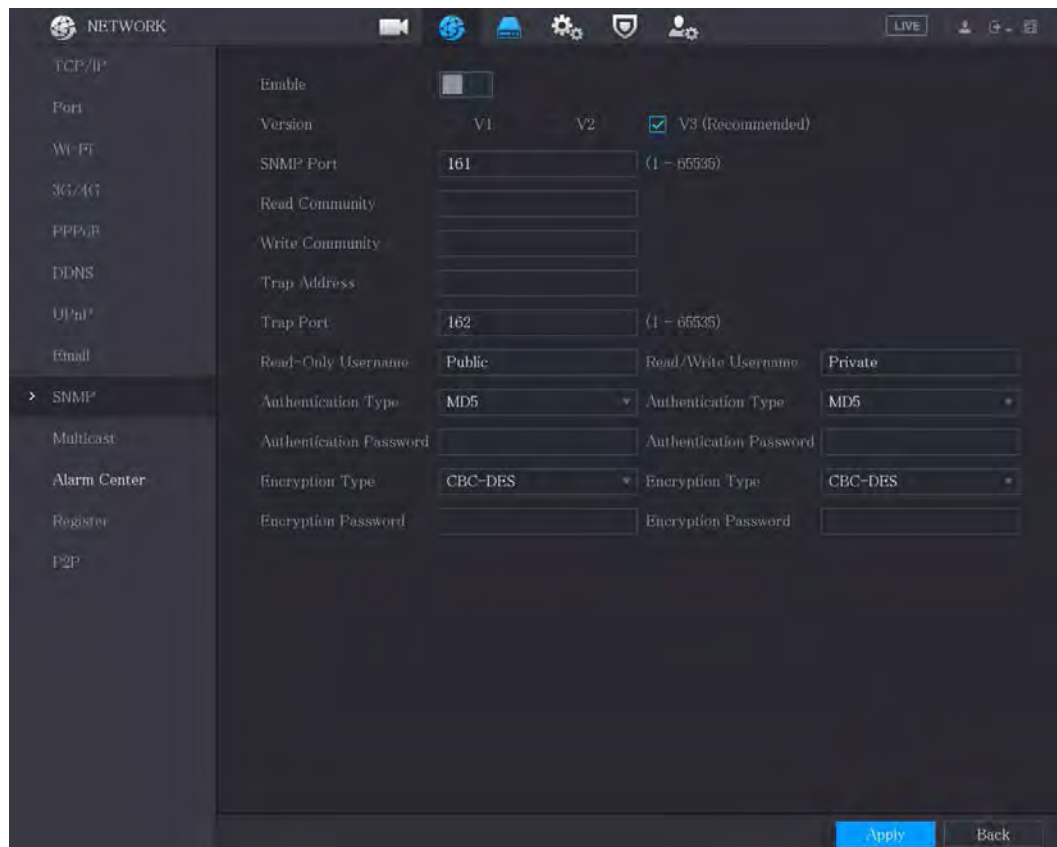 NETWORK
LIVE
TCP/IP
Port
Wi-Fi
3G/4G
PPPoE
DDNS
UPnP
Email
SNMP
Multicast
Alarm Center
Register
P2P
Enable
Version V1 V2 V3 (Recommended)
SNMP Port 161 (1 - 65535)
Read Community
Write Community
Trap Address
Trap Port 162 (1 - 65535)
Read-Only Username Public Read/Write Username Private
Authentication Type MD5 Authentication Type MD5
Authentication Password Authentication Password
Encryption Type CBC-DES Encryption Type CBC-DES
Encryption Password Encryption Password
Apply Back